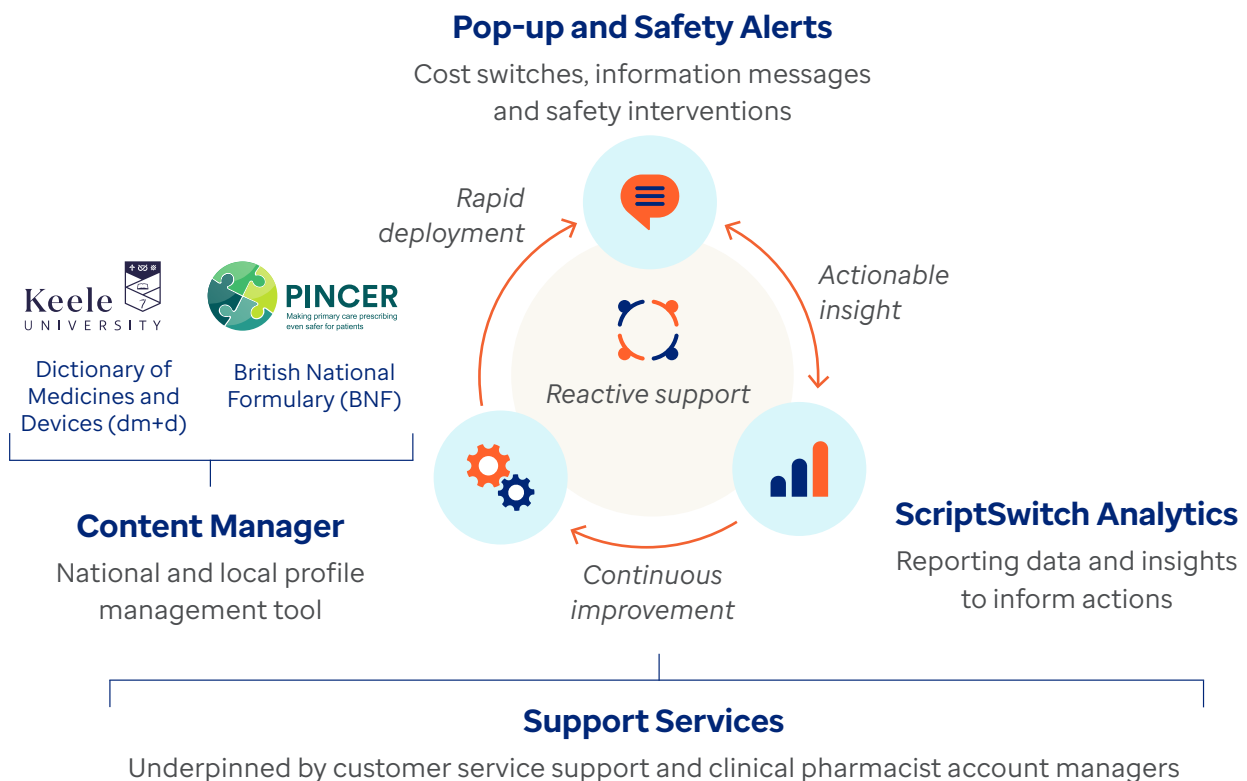 Pop-up and Safety Alerts
Cost switches, information messages
and safety interventions
Rapid
deployment
Actionable
insight
Reactive support
Keele
UNIVERSITY
PINCER
Making primary care prescribing
even safer for patients
Dictionary of
Medicines and
Devices (dm+d)
British National
Formulary (BNF)
Content Manager
National and local profile
management tool
Continuous
improvement
ScriptSwitch Analytics
Reporting data and insights
to inform actions
Support Services
Underpinned by customer service support and clinical pharmacist account managers